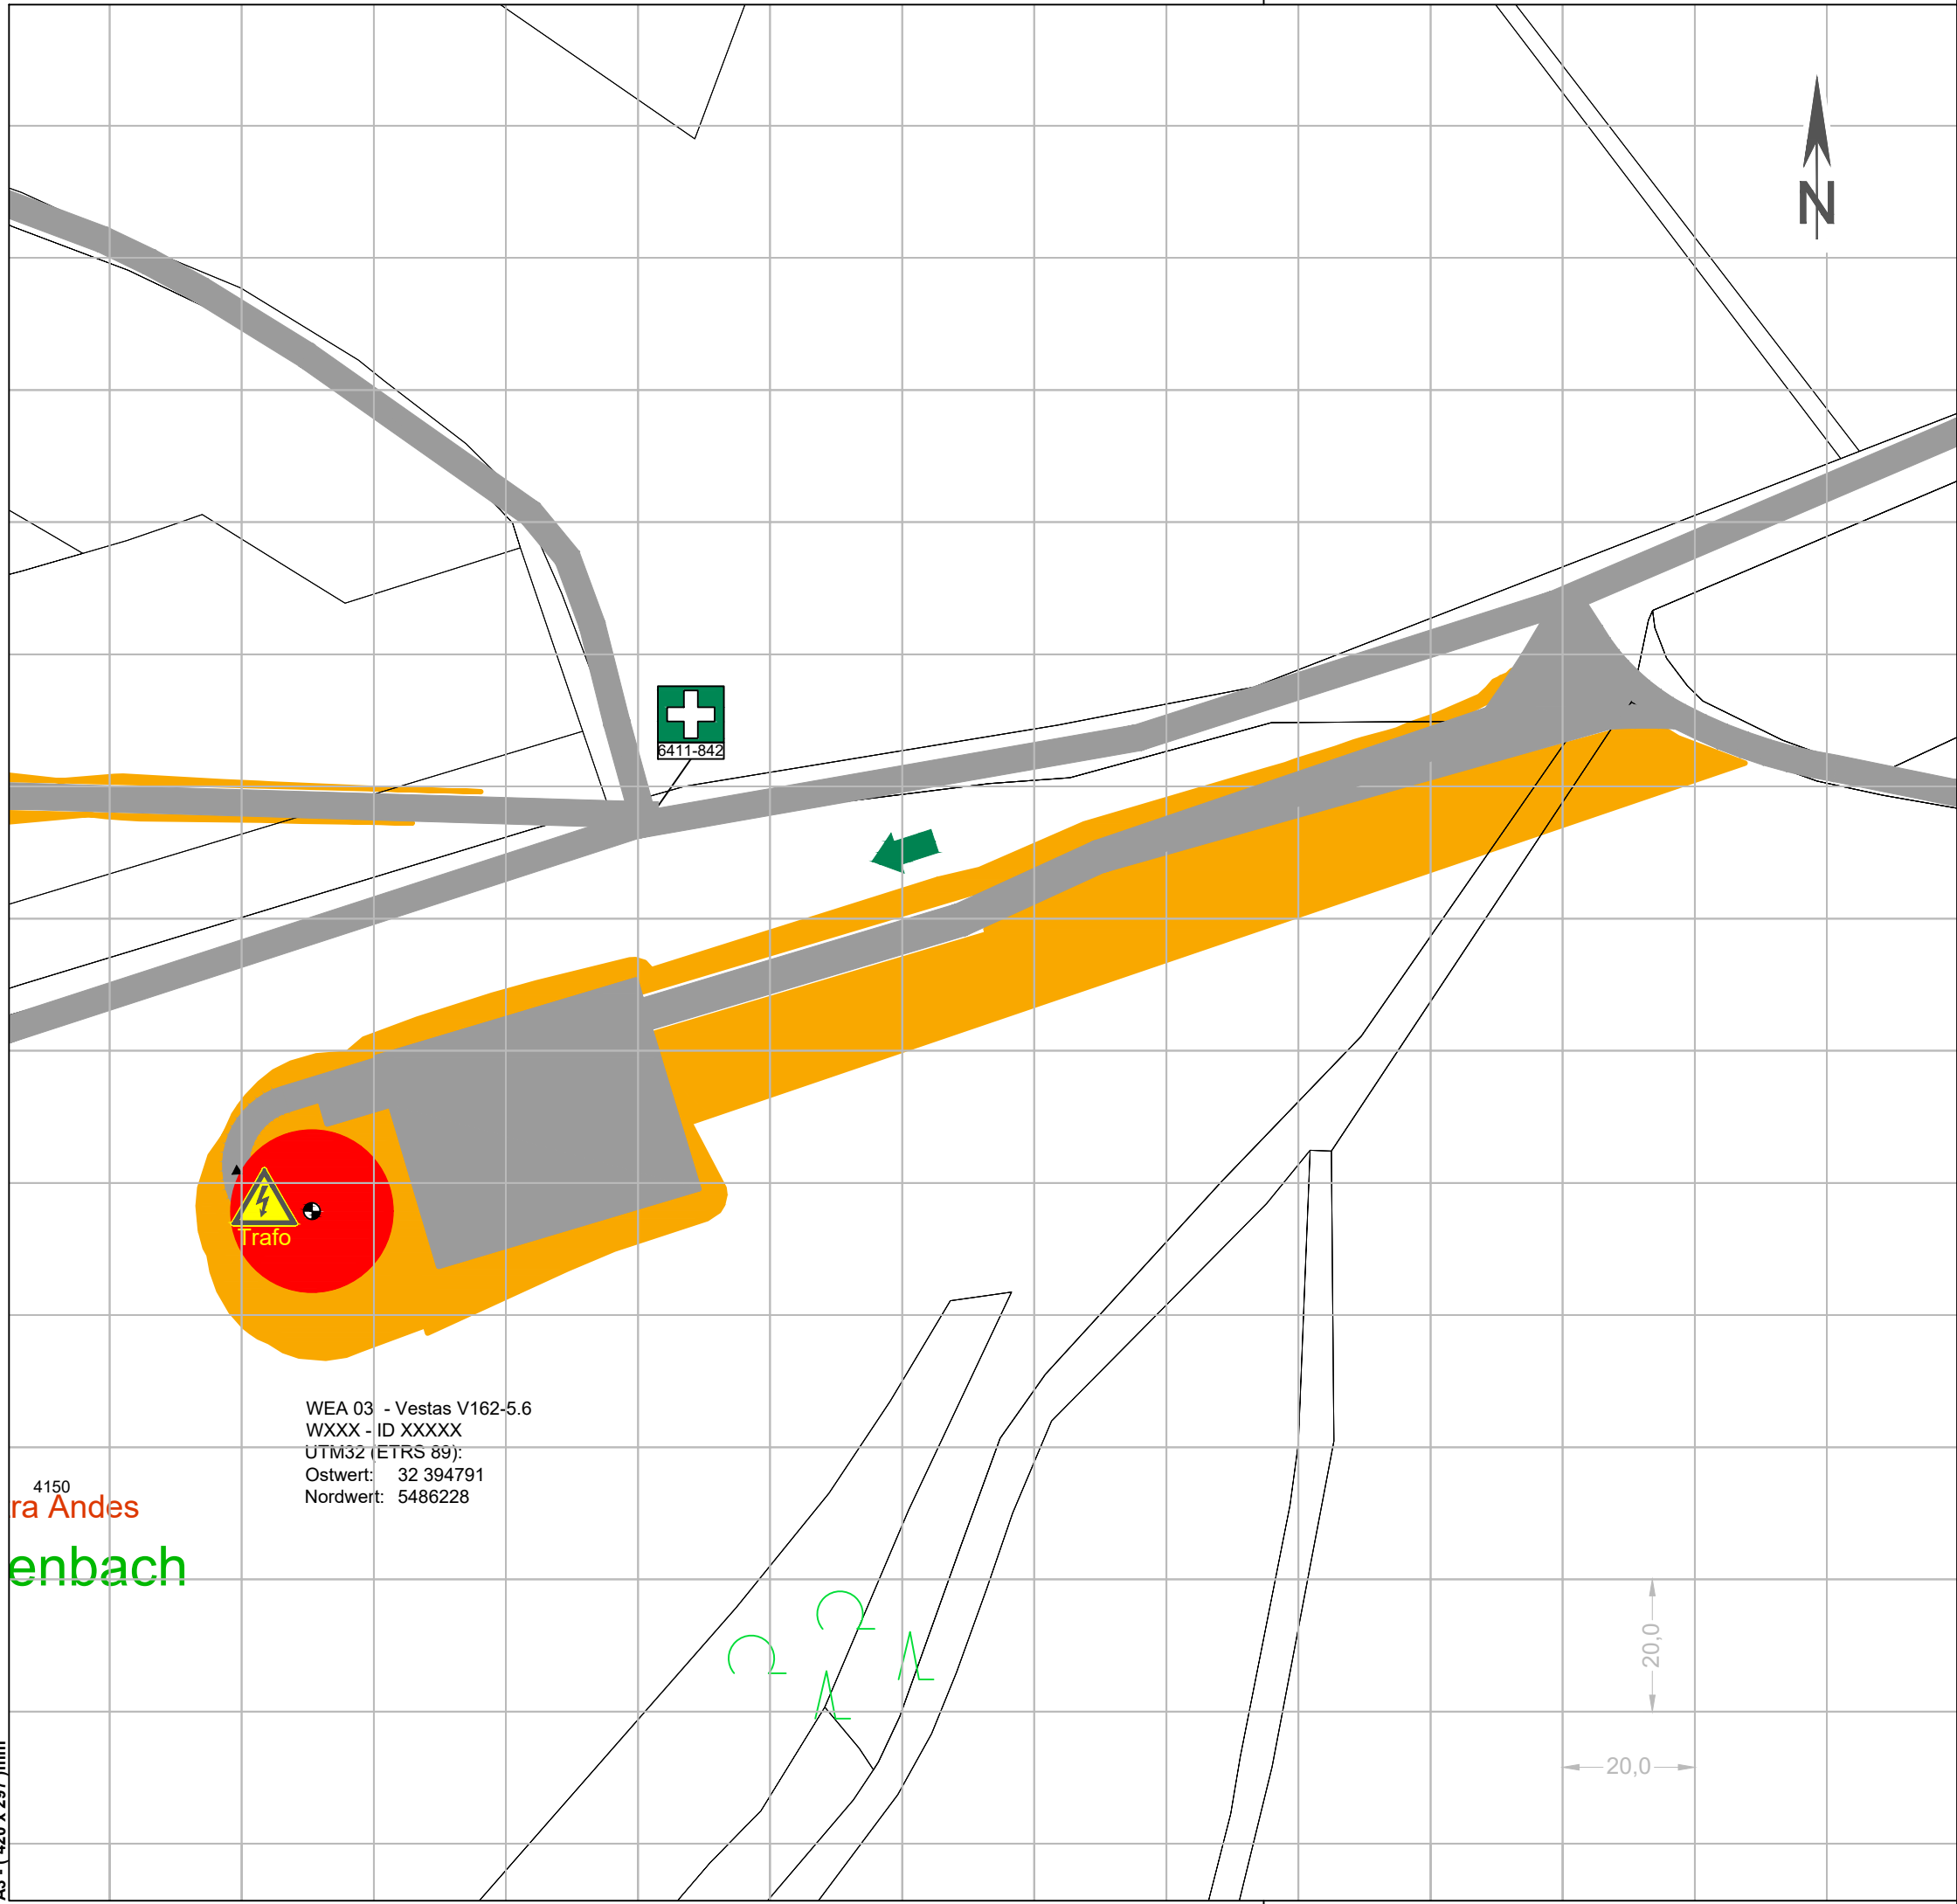 N
6411-842
Trafo
WEA 03 - Vestas V162-5.6
WXXX - ID XXXXX
UTM32 (ETRS 89):
Ostwert: 32 394791
Nordwert: 5486228
4150
ra Andes
enbach
20,0
20,0